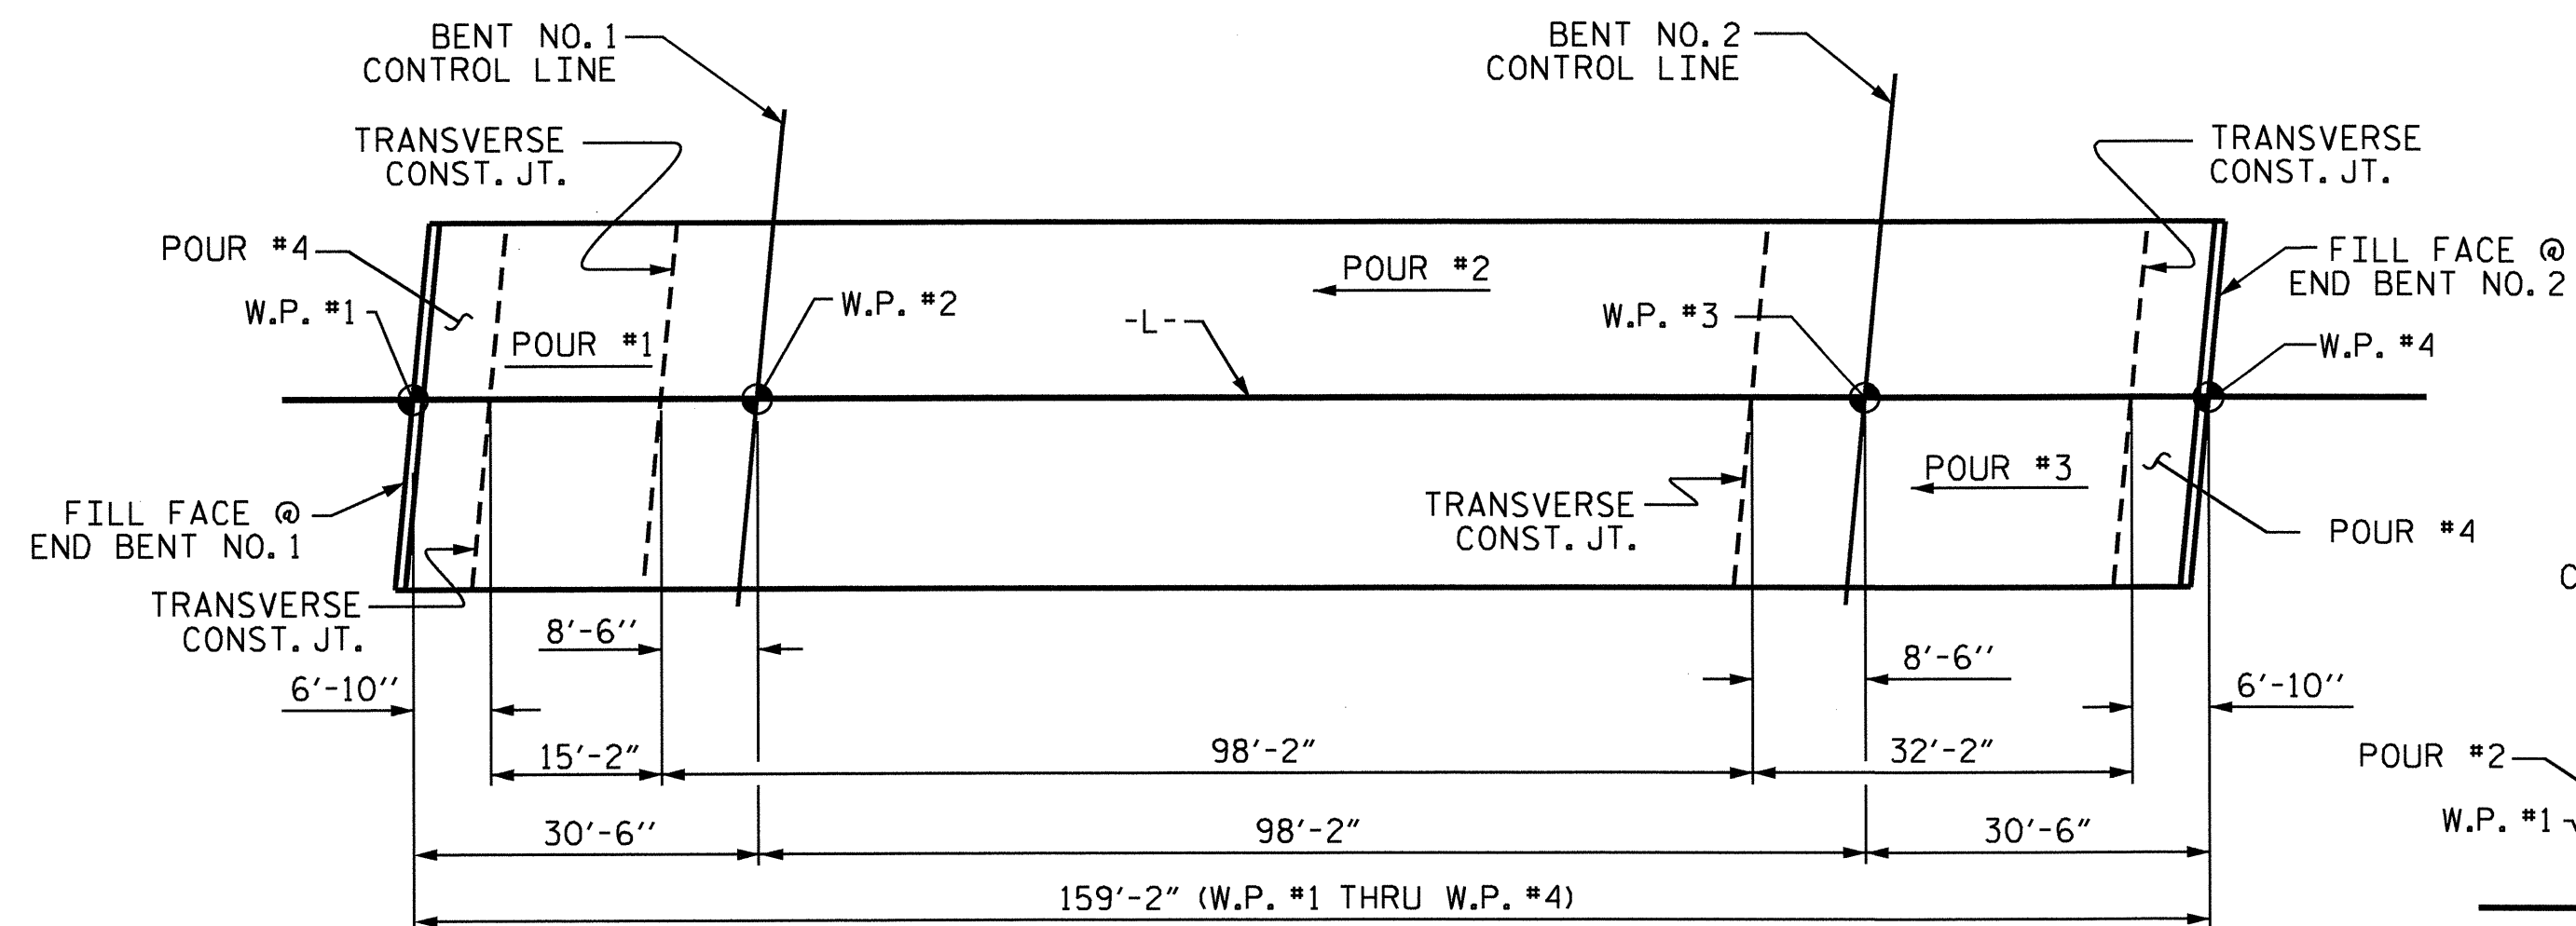 BENT NO. 1
CONTROL LINE
BENT NO. 2
CONTROL LINE
TRANSVERSE
CONST. JT.
TRANSVERSE
CONST. JT.
POUR #4
W.P. #1
POUR #1
W.P. #2
-L-
POUR #2
W.P. #3
FILL FACE @
END BENT NO. 2
W.P. #4
FILL FACE @
END BENT NO. 1
TRANSVERSE
CONST. JT.
TRANSVERSE
CONST. JT.
POUR #3
POUR #4
8'-6''
8'-6''
6'-10''
6'-10''
15'-2"
98'-2"
32'-2"
30'-6''
98'-2"
30'-6"
159'-2" (W.P. #1 THRU W.P. #4)
POUR #2
W.P. #1